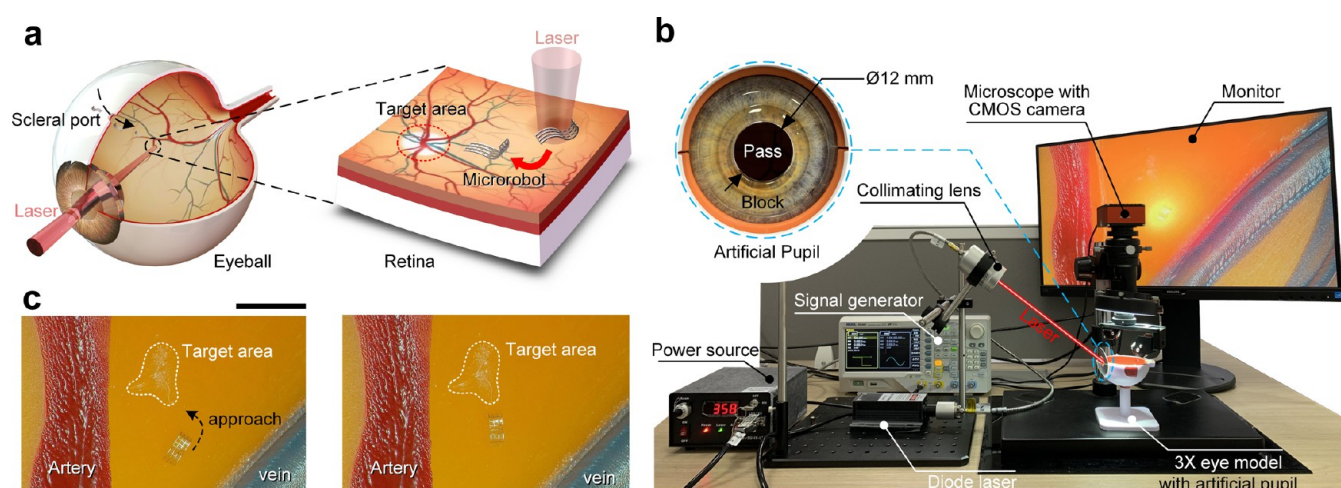 a
Scleral port
Laser
Eyeball
Laser
Target area
Microrobot
Retina
b
Ø12 mm
Pass
Block
Artificial Pupil
Microscope with
CMOS camera
Monitor
Collimating lens
Signal generator
Laser
Power source
358
Diode laser
3X eye model
with artificial pupil
c
Target area
approach
Artery
vein
Target area
Artery
vein